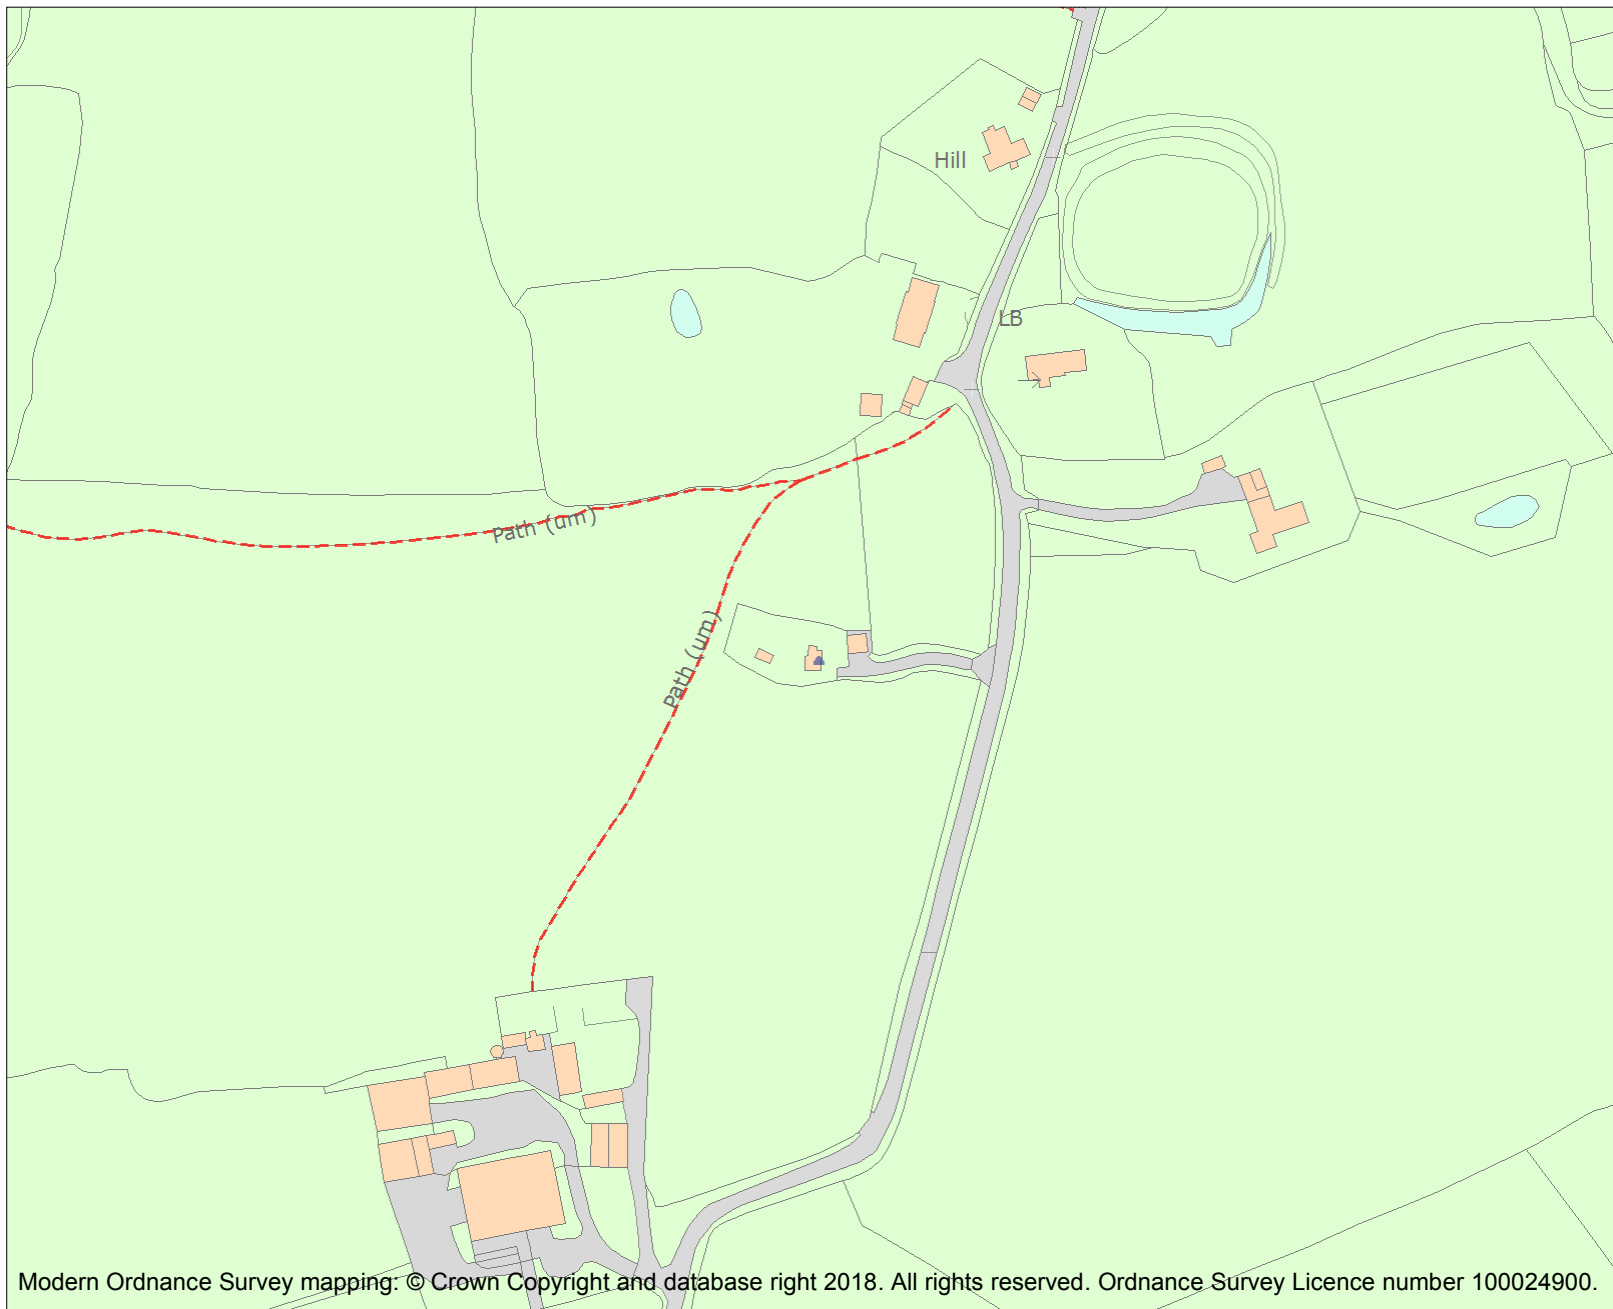 Hill
LB
Path (um)
Path (um)
Modern Ordnance Survey mapping: © Crown Copyright and database right 2018. All rights reserved. Ordnance Survey Licence number 100024900.